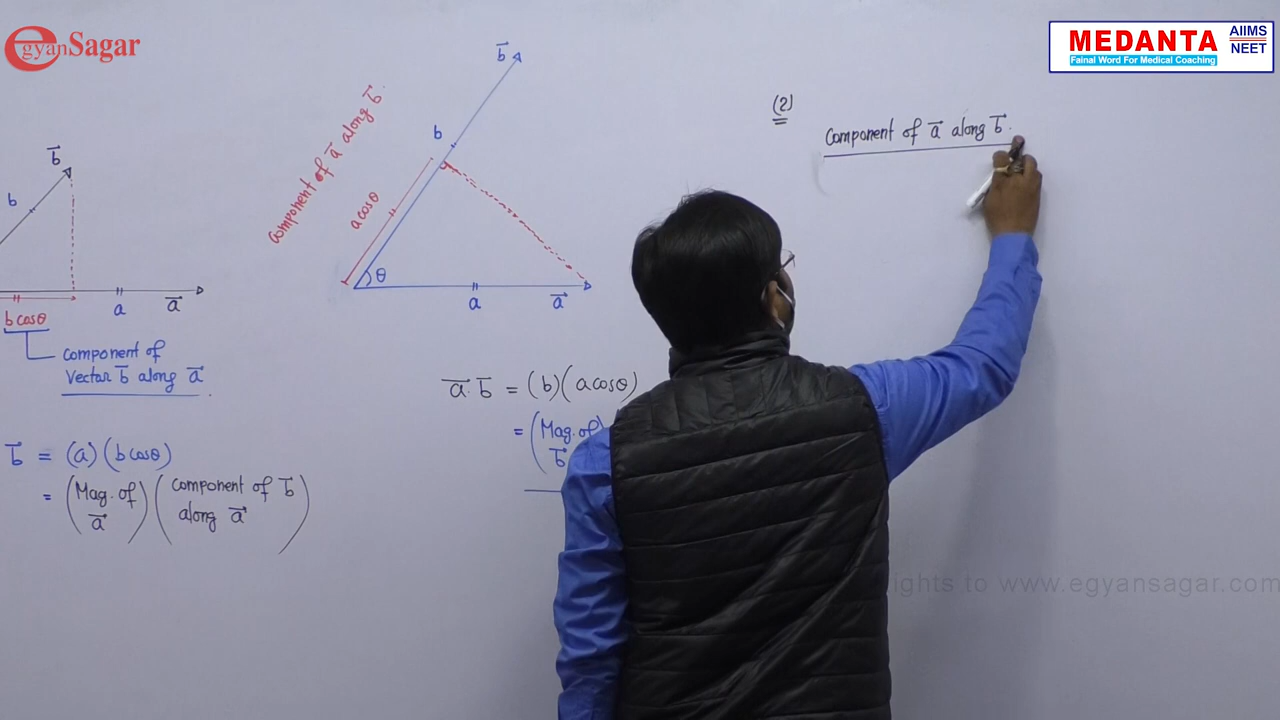 egyanSagar
MEDANTA
AIIMS
NEET
Fainal Word For Medical Coaching
b⃗
b
a
a⃗
b cosθ
component of
Vector b⃗ along a⃗.
b⃗ = (a)(b cosθ)
= (Mag. of a⃗)(component of b⃗ along a⃗)
b⃗
b
component of a⃗ along b⃗.
a cosθ
θ
a
a⃗
a⃗.b⃗ = (b)(a cosθ)
= (Mag. of b⃗
(2)
Component of a⃗ along b⃗.
rights to www.egyansagar.com